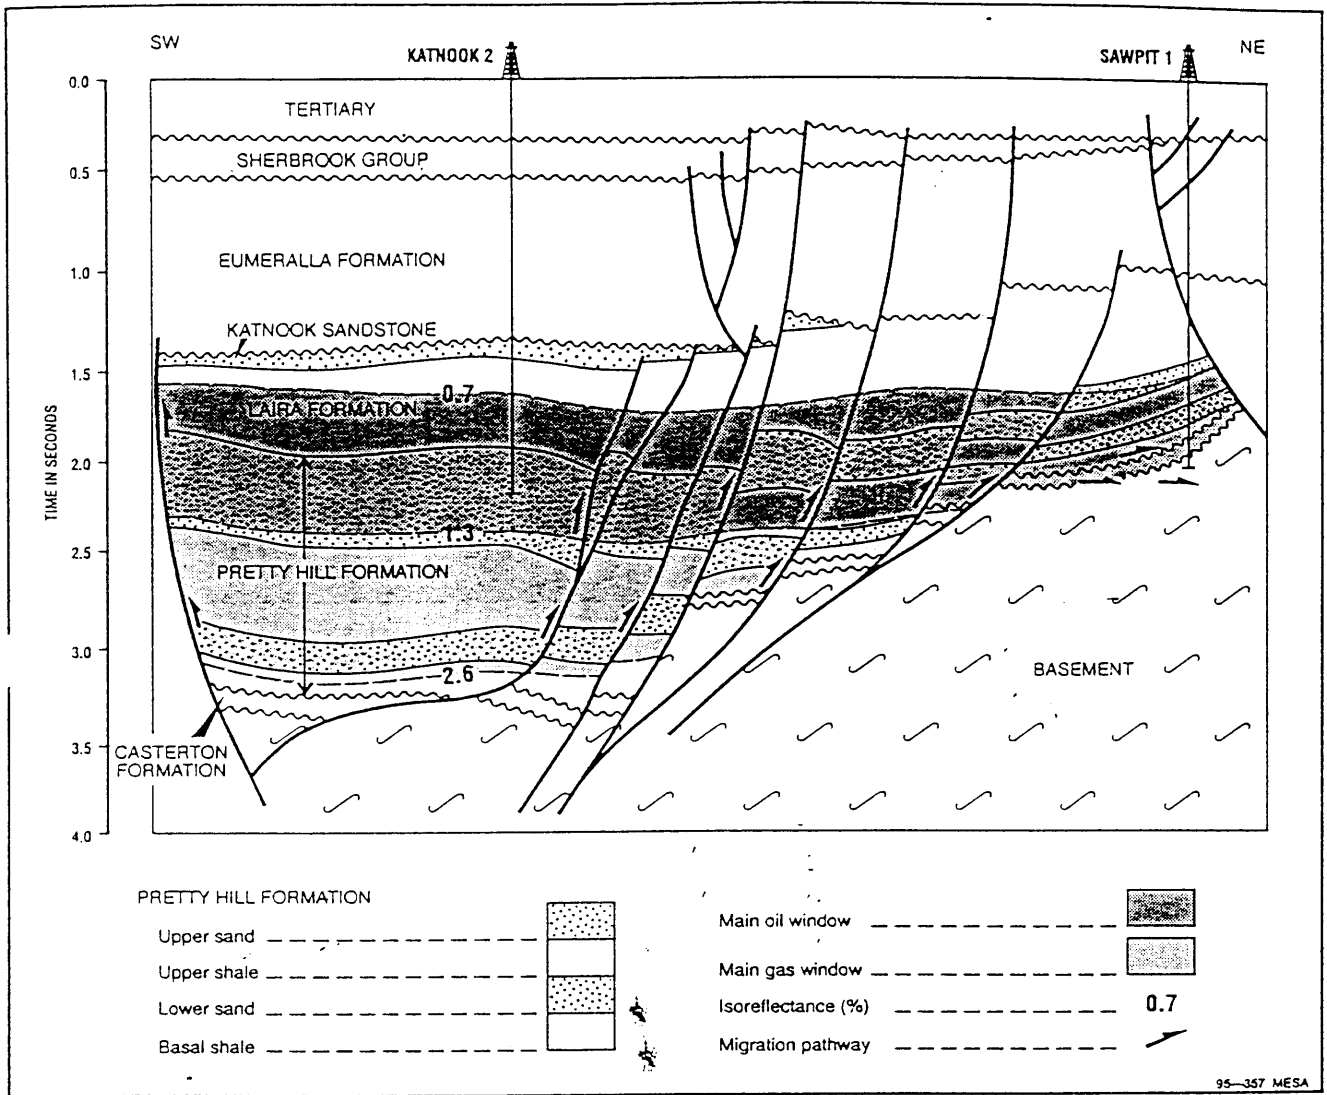 SW
KATNOOK 2
SAWPIT 1
NE
0.0
TERTIARY
SHERBROOK GROUP
0.5
EUMERALLA FORMATION
1.0
KATNOOK SANDSTONE
1.5
0.7
LAIRA FORMATION
TIME IN SECONDS
2.0
1.3
2.5
PRETTY HILL FORMATION
3.0
2.6
BASEMENT
3.5
CASTERTON
FORMATION
4.0
PRETTY HILL FORMATION
Upper sand
Upper shale
Lower sand
Basal shale
Main oil window
Main gas window
Isoreflectance (%)
0.7
Migration pathway
95—357 MESA